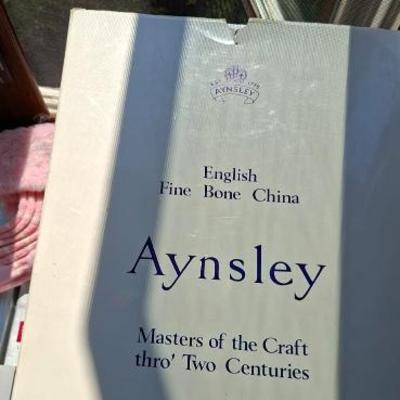 AYNSLEY
English
Fine Bone China
Aynsley
Masters of the Craft
thro' Two Centuries